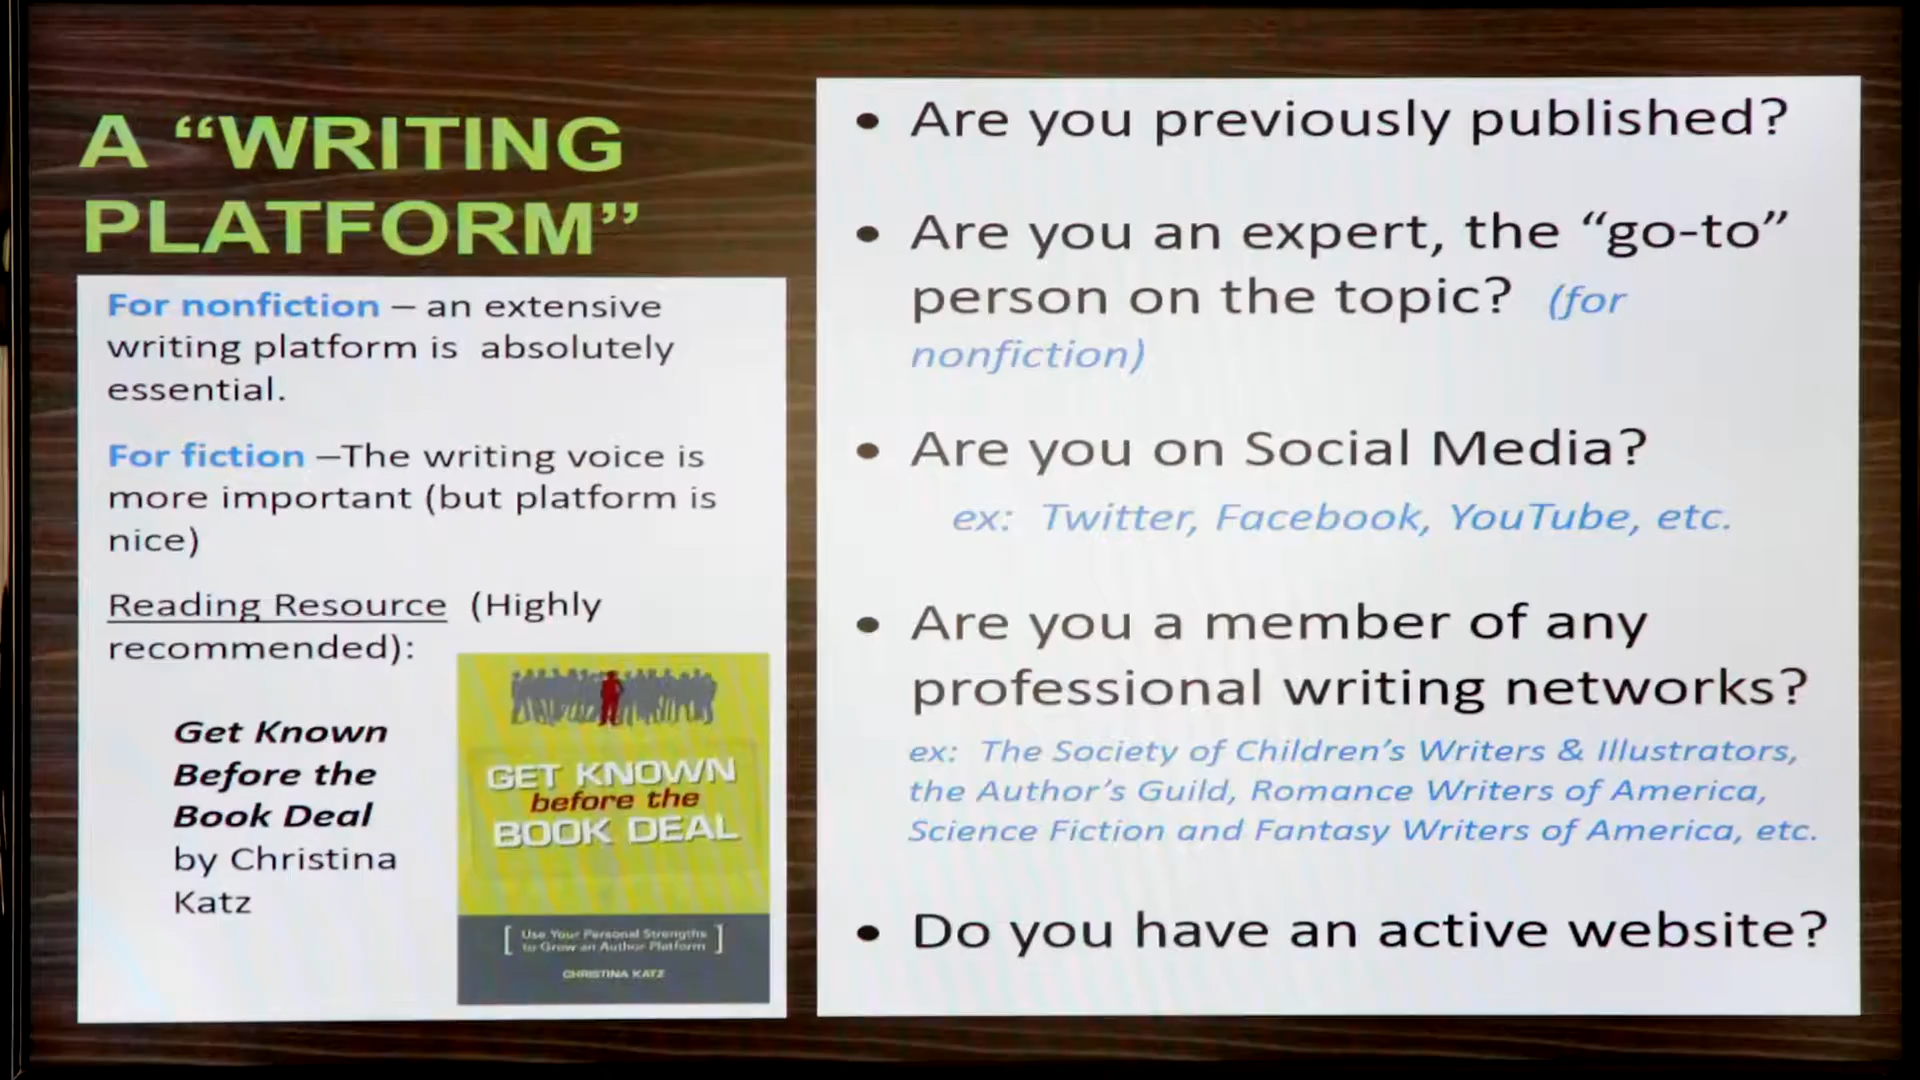 A “WRITING
PLATFORM”
For nonfiction – an extensive
writing platform is absolutely
essential.
For fiction –The writing voice is
more important (but platform is
nice)
Reading Resource (Highly
recommended):
Get Known
Before the
Book Deal
by Christina
Katz
GET KNOWN
before the
BOOK DEAL
[ Use Your Personal Strengths
to Grow an Author Platform ]
CHRISTINA KATZ
• Are you previously published?
• Are you an expert, the “go-to”
person on the topic? (for
nonfiction)
• Are you on Social Media?
ex: Twitter, Facebook, YouTube, etc.
• Are you a member of any
professional writing networks?
ex: The Society of Children’s Writers & Illustrators,
the Author’s Guild, Romance Writers of America,
Science Fiction and Fantasy Writers of America, etc.
• Do you have an active website?